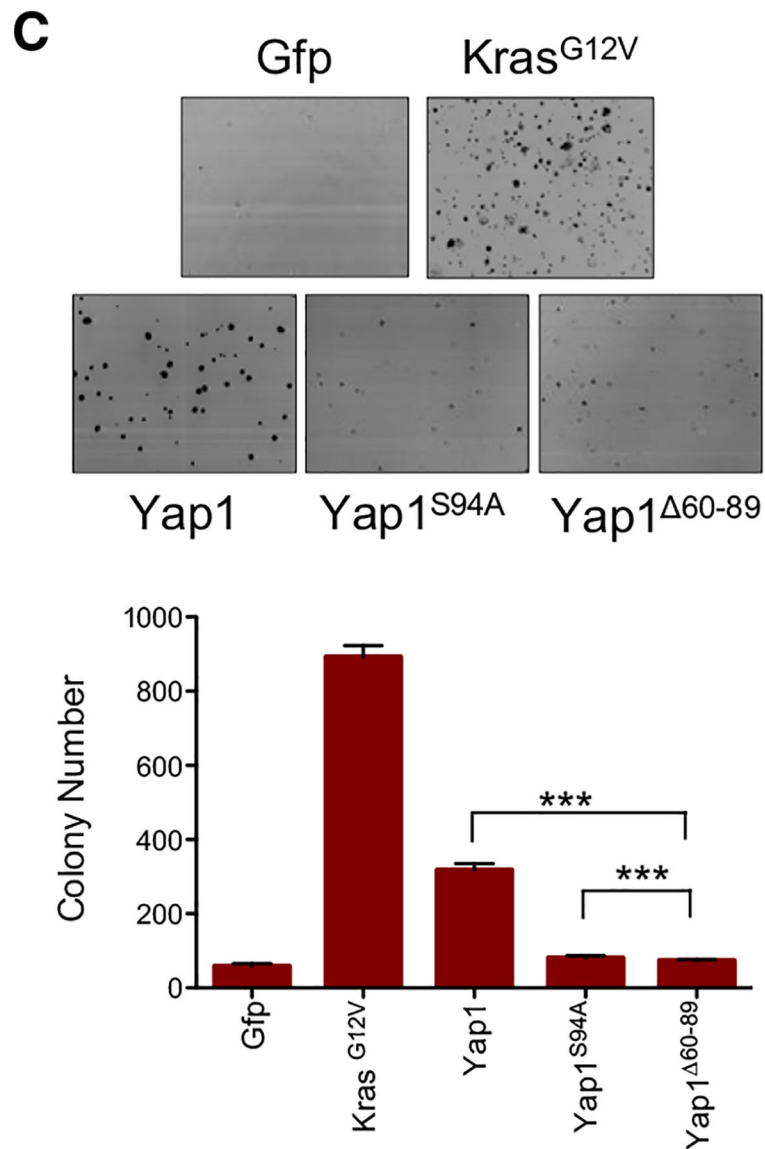 C
Gfp
Kras^G12V
Yap1
Yap1^S94A
Yap1^Δ60-89
1000
800
600
400
200
0
Colony Number
***
***
Gfp
Kras ^G12V
Yap1
Yap1^S94A
Yap1^Δ60-89